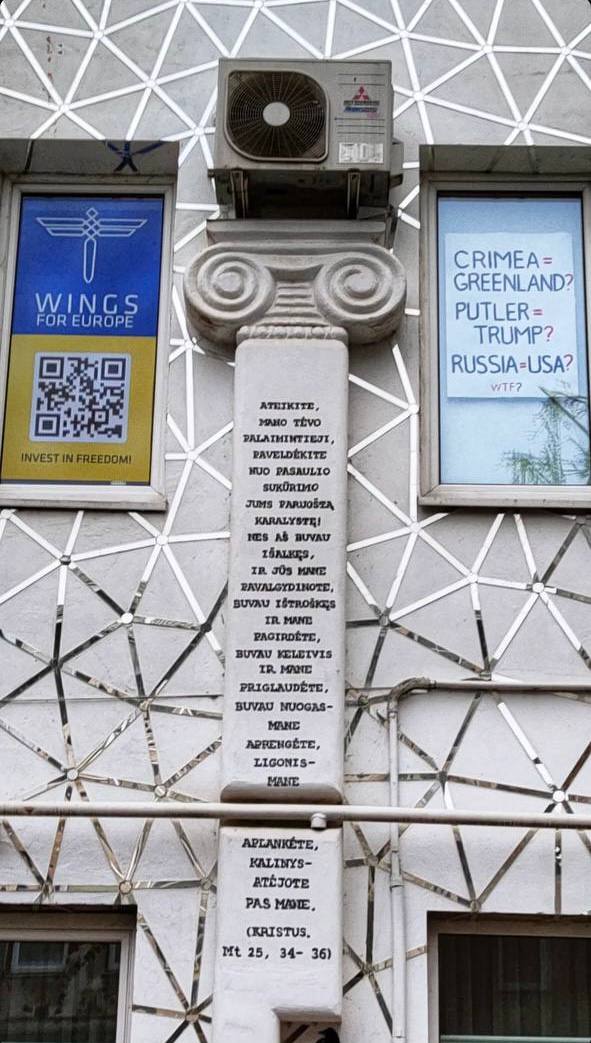 WINGS
FOR EUROPE
INVEST IN FREEDOM!
ATEIKITE,
MANO TĖVO
PALAIMINTIEJI,
PAVELDĖKITE
NUO PASAULIO
SUKŪRIMO
JUMS PARUOŠTĄ
KARALYSTĘ!
NES AŠ BUVAU
IŠALKĘS,
IR JŪS MANE
PAVALGYDINOTE,
BUVAU IŠTROŠKĘS
IR MANE
PAGIRDĖTE,
BUVAU KELEIVIS
IR MANE
PRIGLAUDĖTE,
BUVAU NUOGAS-
MANE
APRENGĖTE,
LIGONIS-
MANE
APLANKĖTE,
KALINYS-
ATĖJOTE
PAS MANE.
(KRISTUS.
Mt 25, 34- 36)
CRIMEA=
GREENLAND?
PUTLER=
TRUMP?
RUSSIA=USA?
WTF?